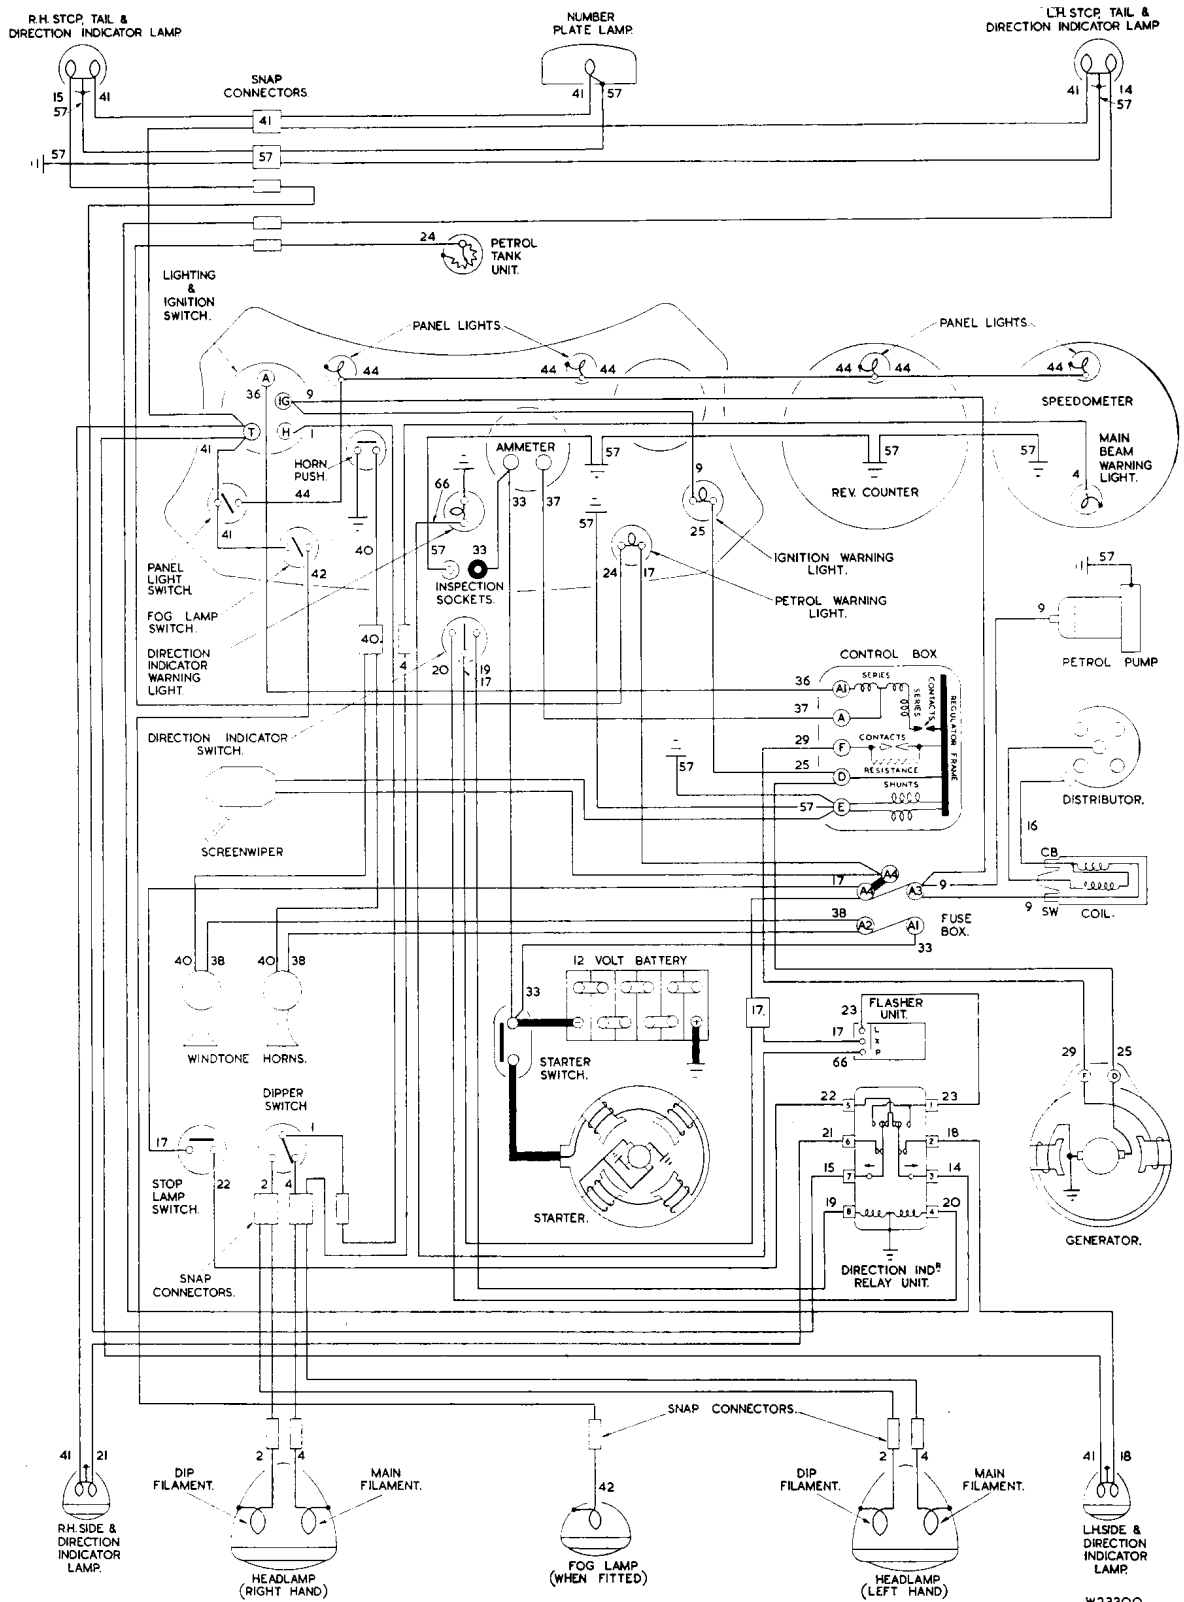 R.H. STCP, TAIL &
DIRECTION INDICATOR LAMP
NUMBER
PLATE LAMP.
L.H. STCP, TAIL &
DIRECTION INDICATOR LAMP
SNAP
CONNECTORS.
15
41
57
41
41
57
41
14
57
57
57
24
PETROL
TANK
UNIT.
LIGHTING
&
IGNITION
SWITCH.
PANEL LIGHTS.
PANEL LIGHTS.
44
44
44
44
44
44
A
36
IG
9
T
H
1
41
SPEEDOMETER
HORN
PUSH.
44
AMMETER
57
57
57
MAIN
BEAM
WARNING
LIGHT.
4
9
REV. COUNTER
66
33
37
57
25
41
40
57
33
24
17
IGNITION WARNING
LIGHT.
57
PANEL
LIGHT
SWITCH.
42
INSPECTION
SOCKETS.
PETROL WARNING
LIGHT.
9
FOG LAMP
SWITCH.
40
4
20
19
17
PETROL PUMP
DIRECTION
INDICATOR
WARNING
LIGHT.
CONTROL BOX
36
A1
SERIES
SERIES
CONTACTS.
REGULATOR FRAME
37
A
DIRECTION INDICATOR
SWITCH.
29
F
CONTACTS
57
25
D
RESISTANCE
SHUNTS
57
E
DISTRIBUTOR.
16
SCREENWIPER
CB
A4
17
A4
A3
9
9
SW
COIL.
38
A2
A1
FUSE
BOX.
33
40
38
40
38
12 VOLT BATTERY
33
17
23
FLASHER
UNIT.
17
L
X
P
66
WINDTONE HORNS.
STARTER
SWITCH.
29
25
F
D
DIPPER
SWITCH
1
22
5
1
23
21
6
2
18
17
15
7
3
14
STOP
LAMP
SWITCH.
22
2
4
19
8
4
20
STARTER.
GENERATOR.
SNAP
CONNECTORS.
DIRECTION INDR
RELAY UNIT.
SNAP CONNECTORS.
41
21
2
4
2
4
41
18
DIP
FILAMENT.
MAIN
FILAMENT.
42
DIP
FILAMENT.
MAIN
FILAMENT.
R.H. SIDE &
DIRECTION
INDICATOR
LAMP.
HEADLAMP
(RIGHT HAND)
FOG LAMP
(WHEN FITTED)
HEADLAMP
(LEFT HAND)
L.H. SIDE &
DIRECTION
INDICATOR
LAMP.